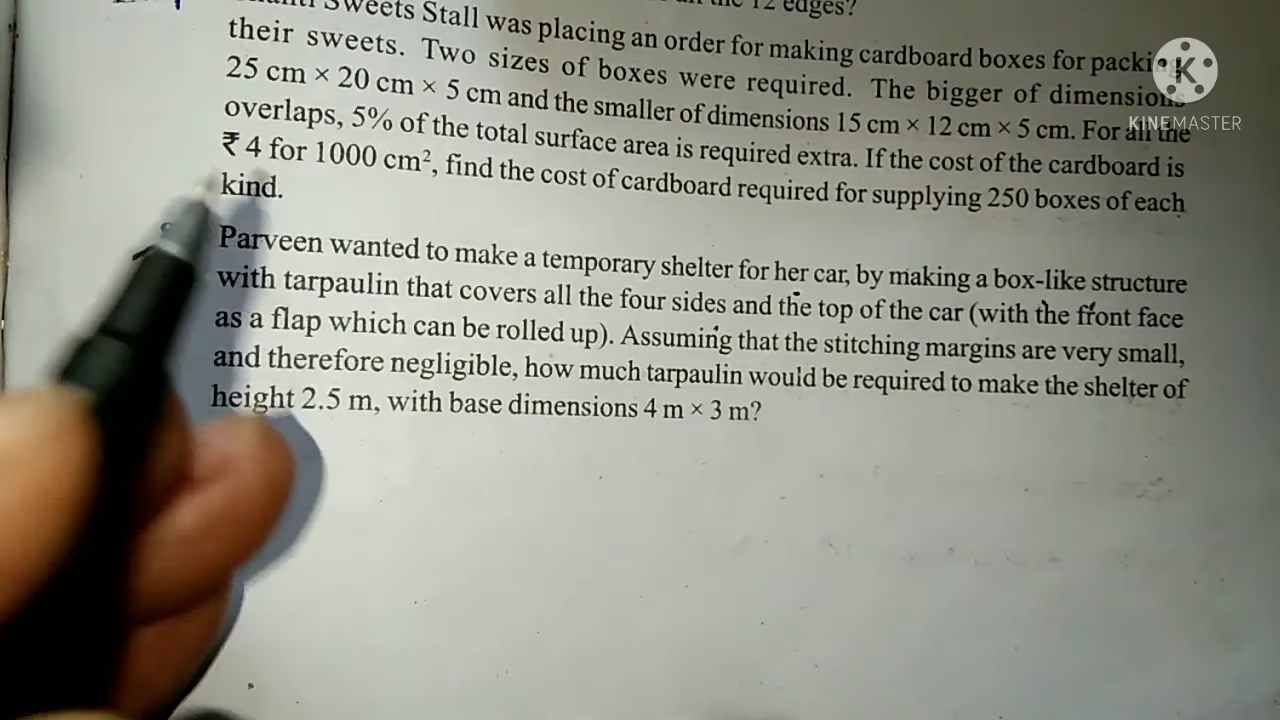 the 12 edges?
Sweets Stall was placing an order for making cardboard boxes for packing
their sweets. Two sizes of boxes were required. The bigger of dimensions
25 cm × 20 cm × 5 cm and the smaller of dimensions 15 cm × 12 cm × 5 cm. For all the
overlaps, 5% of the total surface area is required extra. If the cost of the cardboard is
₹ 4 for 1000 cm², find the cost of cardboard required for supplying 250 boxes of each
kind.
Parveen wanted to make a temporary shelter for her car, by making a box-like structure
with tarpaulin that covers all the four sides and the top of the car (with the front face
as a flap which can be rolled up). Assuming that the stitching margins are very small,
and therefore negligible, how much tarpaulin would be required to make the shelter of
height 2.5 m, with base dimensions 4 m × 3 m?
K
KINEMASTER